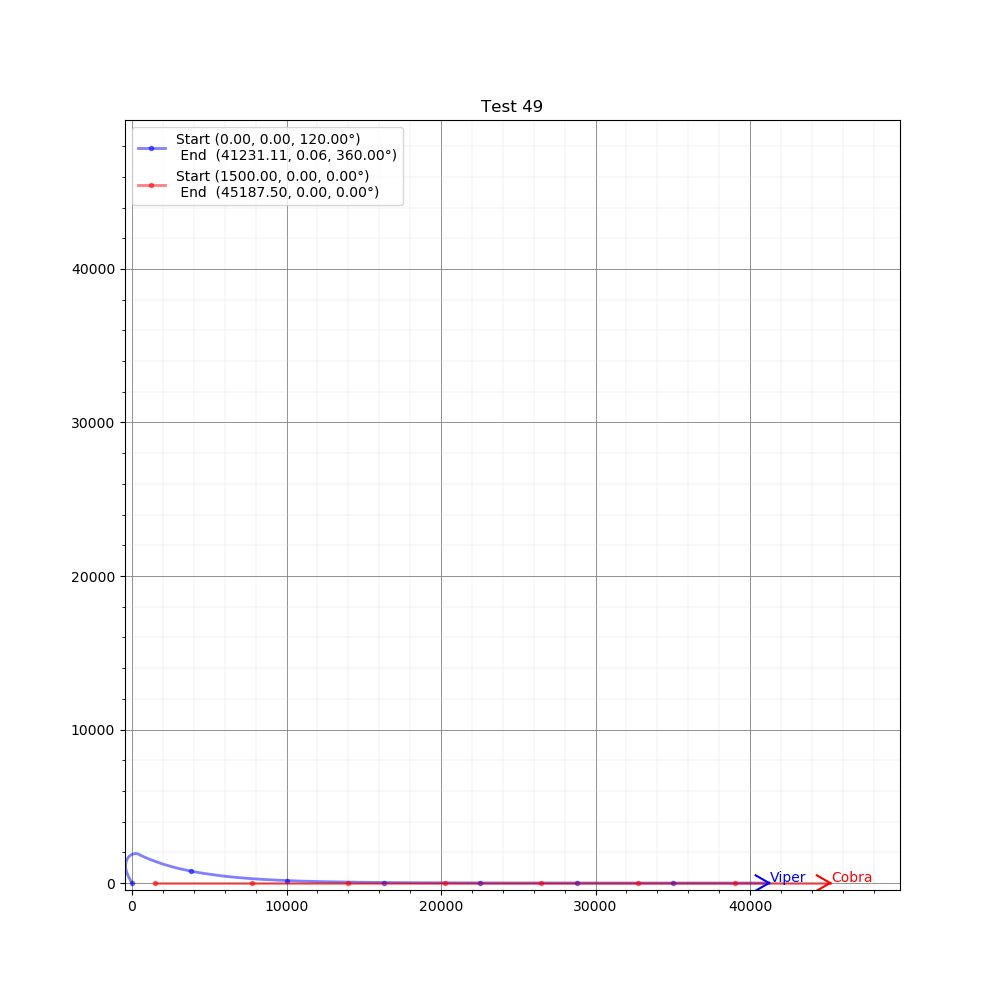 Test 49
Start (0.00, 0.00, 120.00°)
End  (41231.11, 0.06, 360.00°)
Start (1500.00, 0.00, 0.00°)
End  (45187.50, 0.00, 0.00°)
40000
30000
20000
10000
0
Viper
Cobra
0
10000
20000
30000
40000